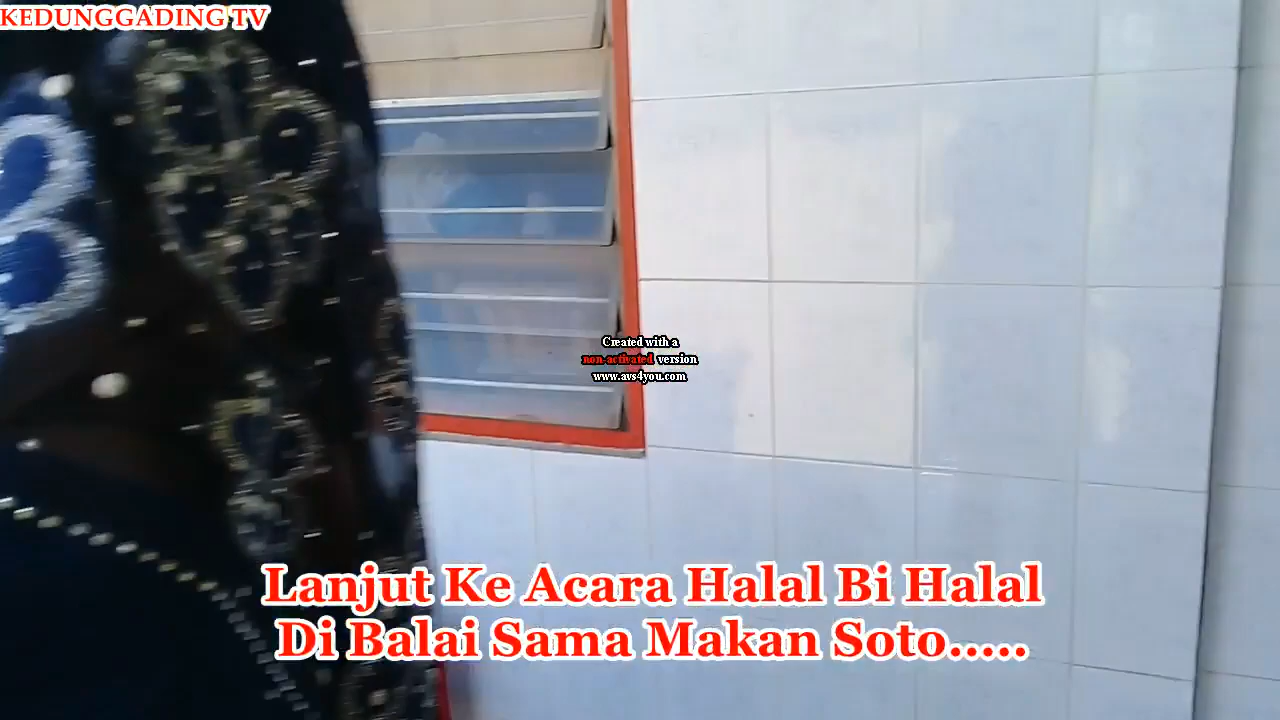 KEDUNGGADING TV
Created with a
non-activated version
www.avs4you.com
Lanjut Ke Acara Halal Bi Halal
Di Balai Sama Makan Soto.....